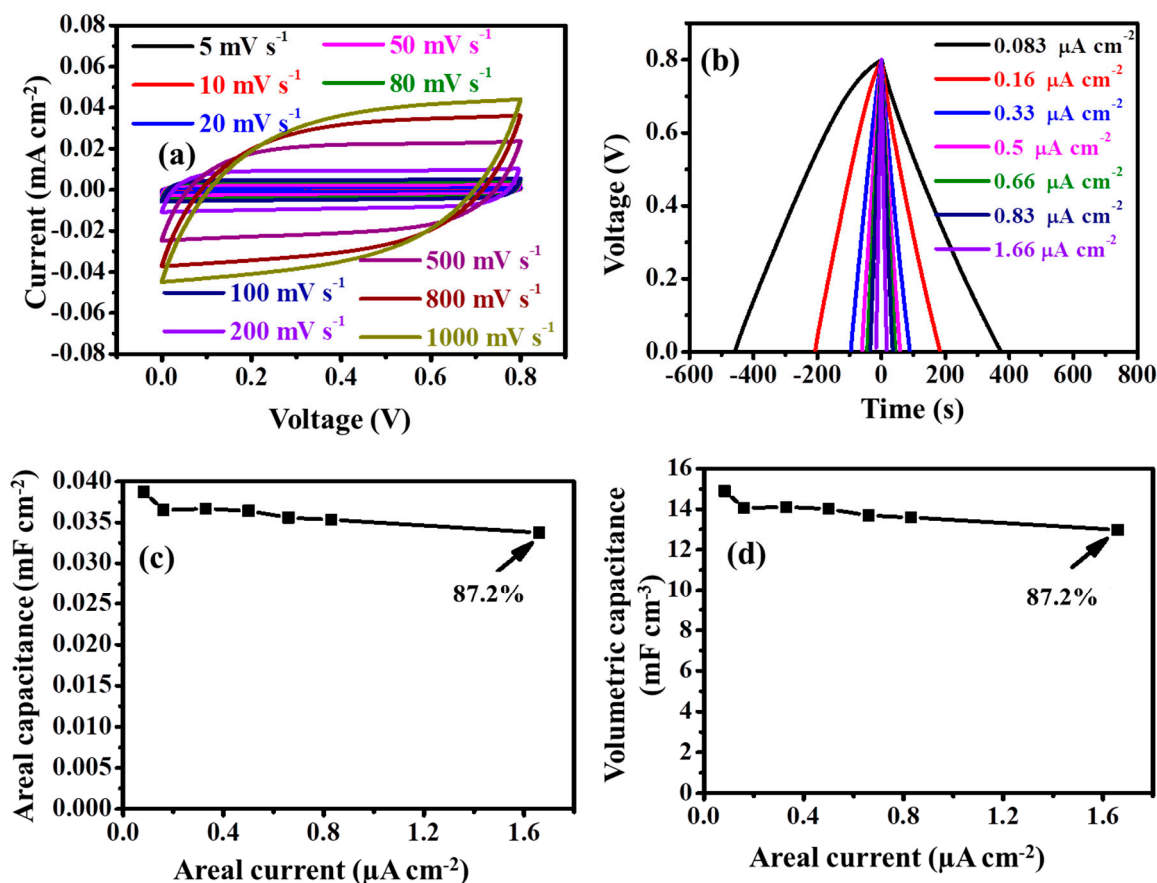 0.08
0.06
0.04
0.02
0.00
-0.02
-0.04
-0.06
-0.08
Current (mA cm⁻²)
5 mV s⁻¹
10 mV s⁻¹
20 mV s⁻¹
50 mV s⁻¹
80 mV s⁻¹
(a)
100 mV s⁻¹
200 mV s⁻¹
500 mV s⁻¹
800 mV s⁻¹
1000 mV s⁻¹
0.0 0.2 0.4 0.6 0.8
Voltage (V)
0.8
0.6
0.4
0.2
0.0
Voltage (V)
(b)
0.083 μA cm⁻²
0.16 μA cm⁻²
0.33 μA cm⁻²
0.5 μA cm⁻²
0.66 μA cm⁻²
0.83 μA cm⁻²
1.66 μA cm⁻²
-600 -400 -200 0 200 400 600 800
Time (s)
0.040
0.035
0.030
0.025
0.020
0.015
0.010
0.005
0.000
Areal capacitance (mF cm⁻²)
(c)
87.2%
0.0 0.4 0.8 1.2 1.6
Areal current (μA cm⁻²)
16
14
12
10
8
6
4
2
0
Volumetric capacitance
(mF cm⁻³)
(d)
87.2%
0.0 0.4 0.8 1.2 1.6
Areal current (μA cm⁻²)